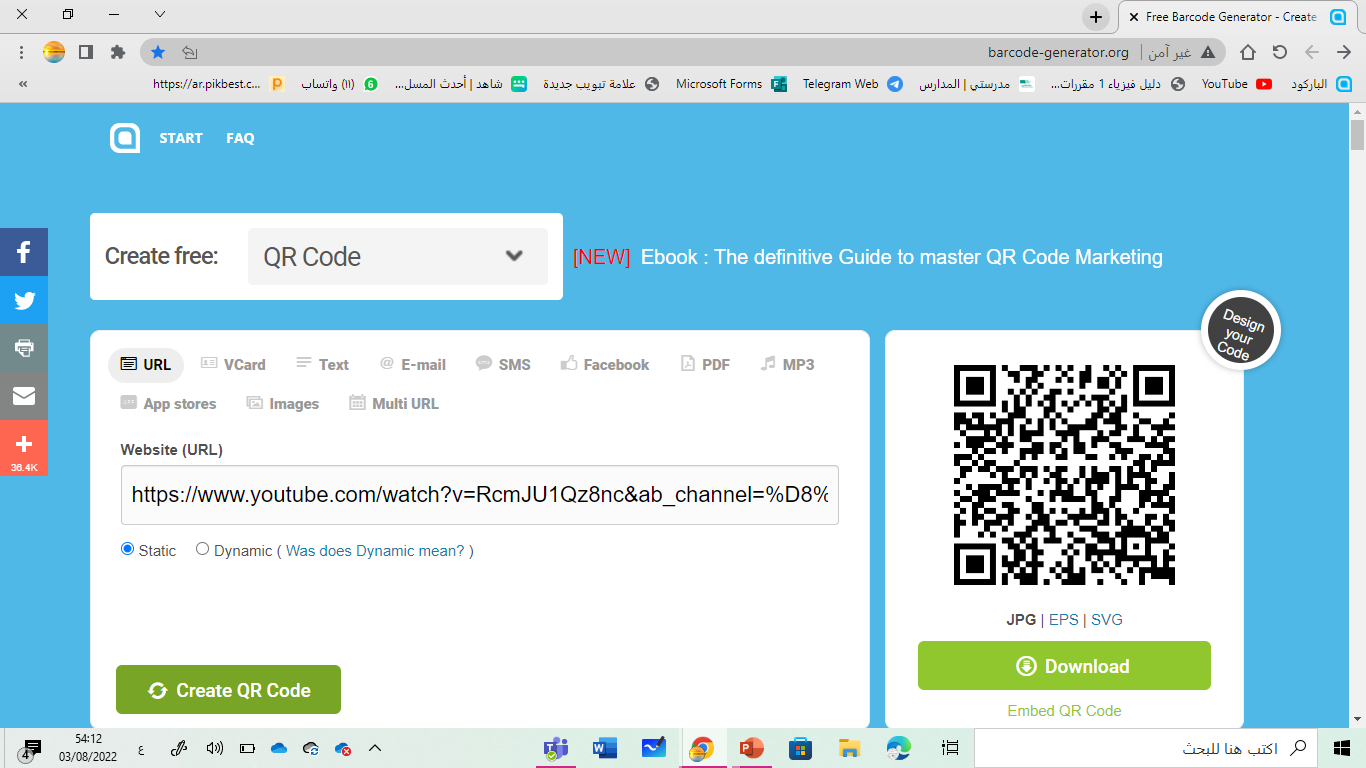 Free Barcode Generator - Create
barcode-generator.org
غير آمن
الباركود
YouTube
دليل فيزياء 1 مقررات...
مدرستي | المدارس
Telegram Web
Microsoft Forms
علامة تبويب جديدة
شاهد | أحدث المسل...
(١١) واتساب
https://ar.pikbest.c...
START FAQ
Create free: QR Code
[NEW] Ebook : The definitive Guide to master QR Code Marketing
Design
your
Code
URL VCard Text E-mail SMS Facebook PDF MP3
App stores Images Multi URL
Website (URL)
https://www.youtube.com/watch?v=RcmJU1Qz8nc&ab_channel=%D8%
Static Dynamic ( Was does Dynamic mean? )
36.4K
JPG | EPS | SVG
Create QR Code
Download
Embed QR Code
اكتب هنا للبحث
ع
54:12
03/08/2022
4